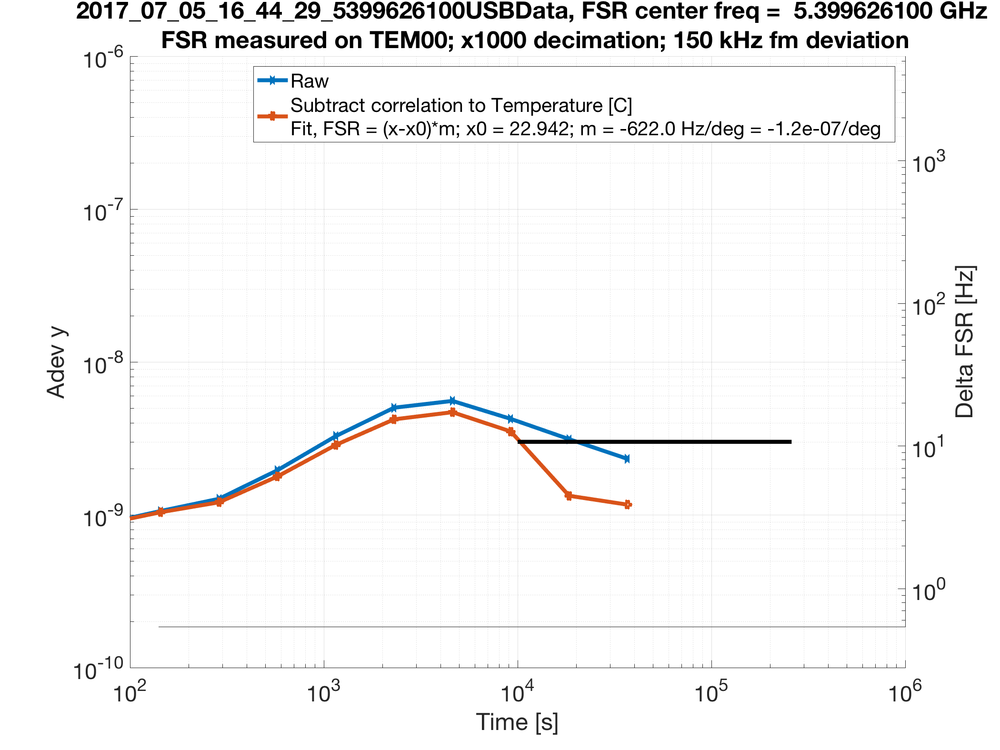 2017_07_05_16_44_29_5399626100USBData, FSR center freq =  5.399626100 GHz
FSR measured on TEM00; x1000 decimation; 150 kHz fm deviation
Raw
Subtract correlation to Temperature [C]
Fit, FSR = (x-x0)*m; x0 = 22.942; m = -622.0 Hz/deg = -1.2e-07/deg
Adev y
10^-6
10^-7
10^-8
10^-9
10^-10
10^2 10^3 10^4 10^5 10^6
Time [s]
10^3
10^2
10^1
10^0
Delta FSR [Hz]